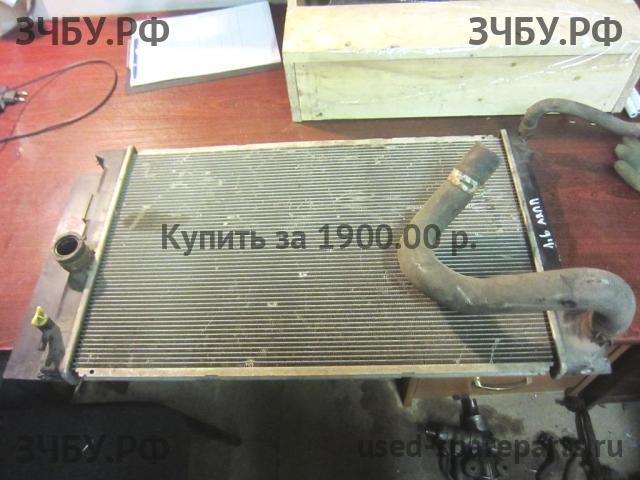 ЗЧБУ.РФ ЗЧБУ.РФ
Купить за 1900.00 р.
ЗЧБУ.РФ used-spareparts.ru